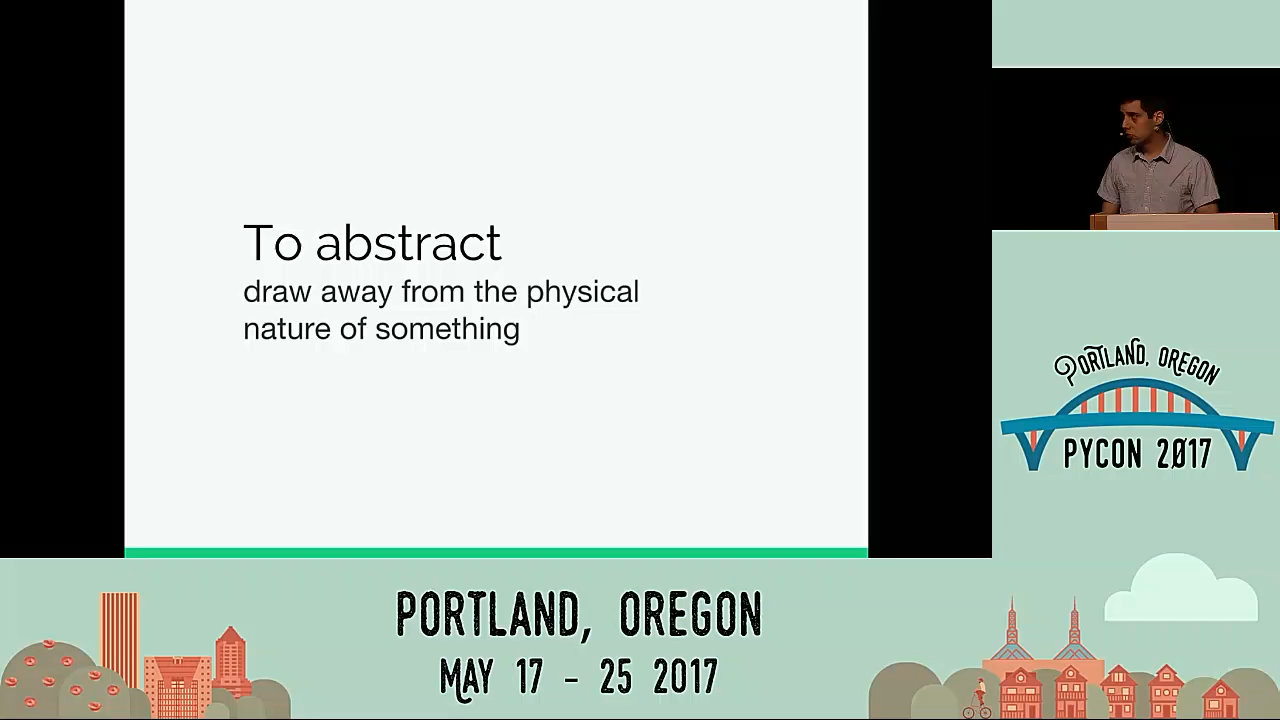 To abstract
draw away from the physical
nature of something
PORTLAND, OREGON
PYCON 2017
PORTLAND, OREGON
MAY 17 - 25 2017